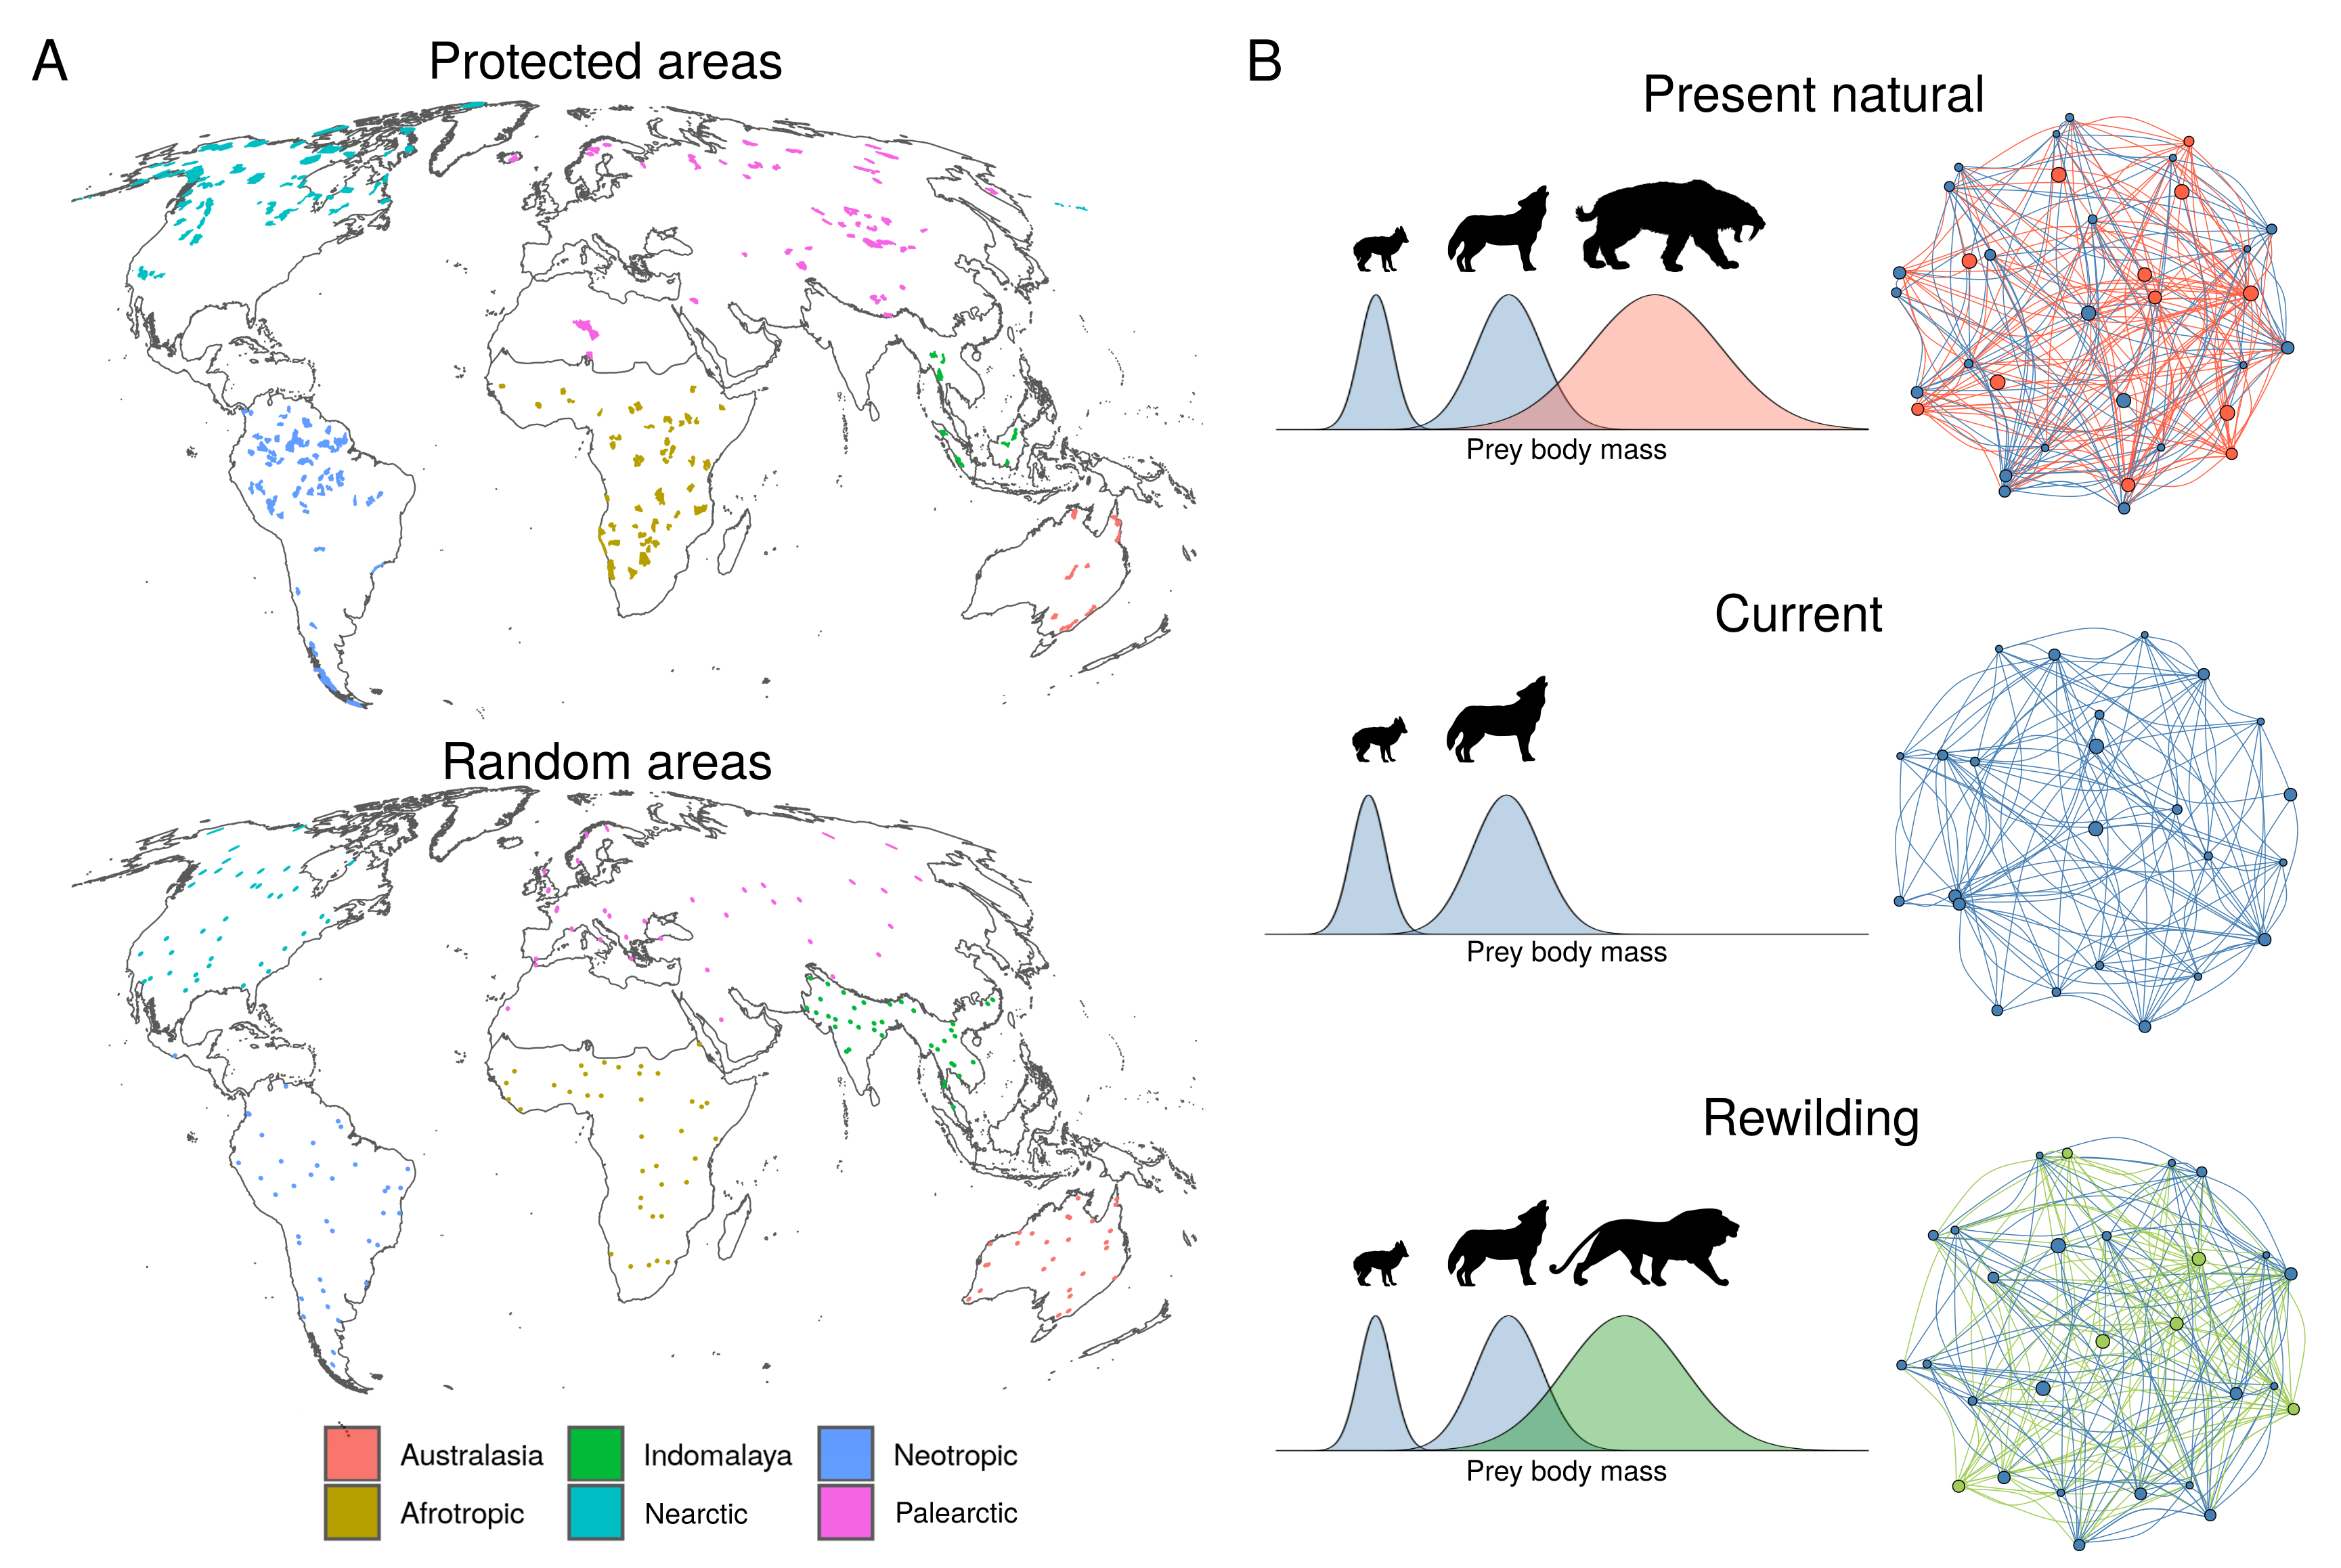 A
Protected areas
Random areas
Australasia
Indomalaya
Neotropic
Afrotropic
Nearctic
Palearctic
B
Present natural
Prey body mass
Current
Prey body mass
Rewilding
Prey body mass